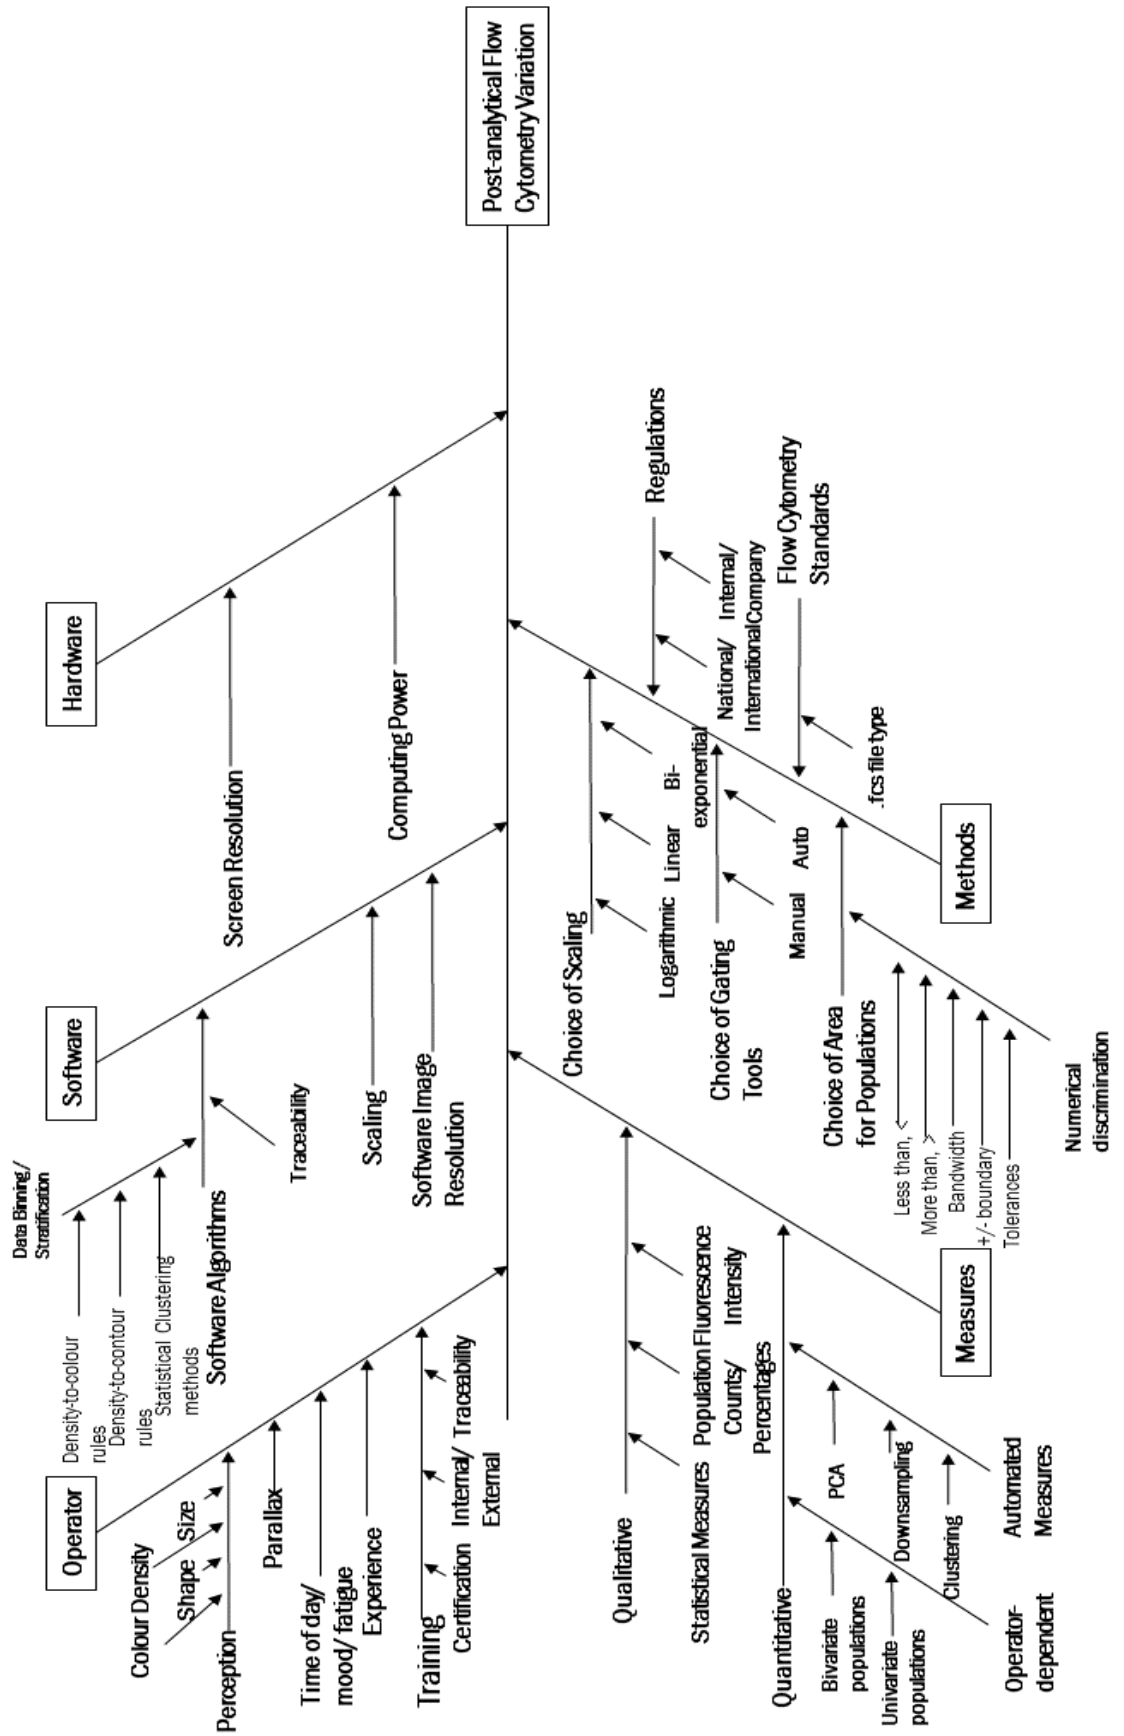 Post-analytical Flow
Cytometry Variation
Operator
Colour Density
Shape
Size
Perception
Parallax
Time of day/
mood/ fatigue
Experience
Training
Certification
Internal/
External
Traceability
Software
Data Binning/
Stratification
Density-to-colour
rules
Density-to-contour
rules
Statistical Clustering
methods
Software Algorithms
Traceability
Scaling
Software Image
Resolution
Hardware
Screen Resolution
Computing Power
Measures
Qualitative
Statistical Measures
Population
Counts/
Percentages
Fluorescence
Intensity
Quantitative
Bivariate
populations
Univariate
populations
Operator-
dependent
PCA
Downsampling
Clustering
Automated
Measures
Methods
Choice of Scaling
Logarithmic
Linear
Bi-
exponential
Regulations
National/
International
Internal/
Company
Choice of Gating
Tools
Manual
Auto
Flow Cytometry
Standards
.fcs file type
Choice of Area
for Populations
Less than, <
More than, >
Bandwidth
+/- boundary
Tolerances
Numerical
discrimination